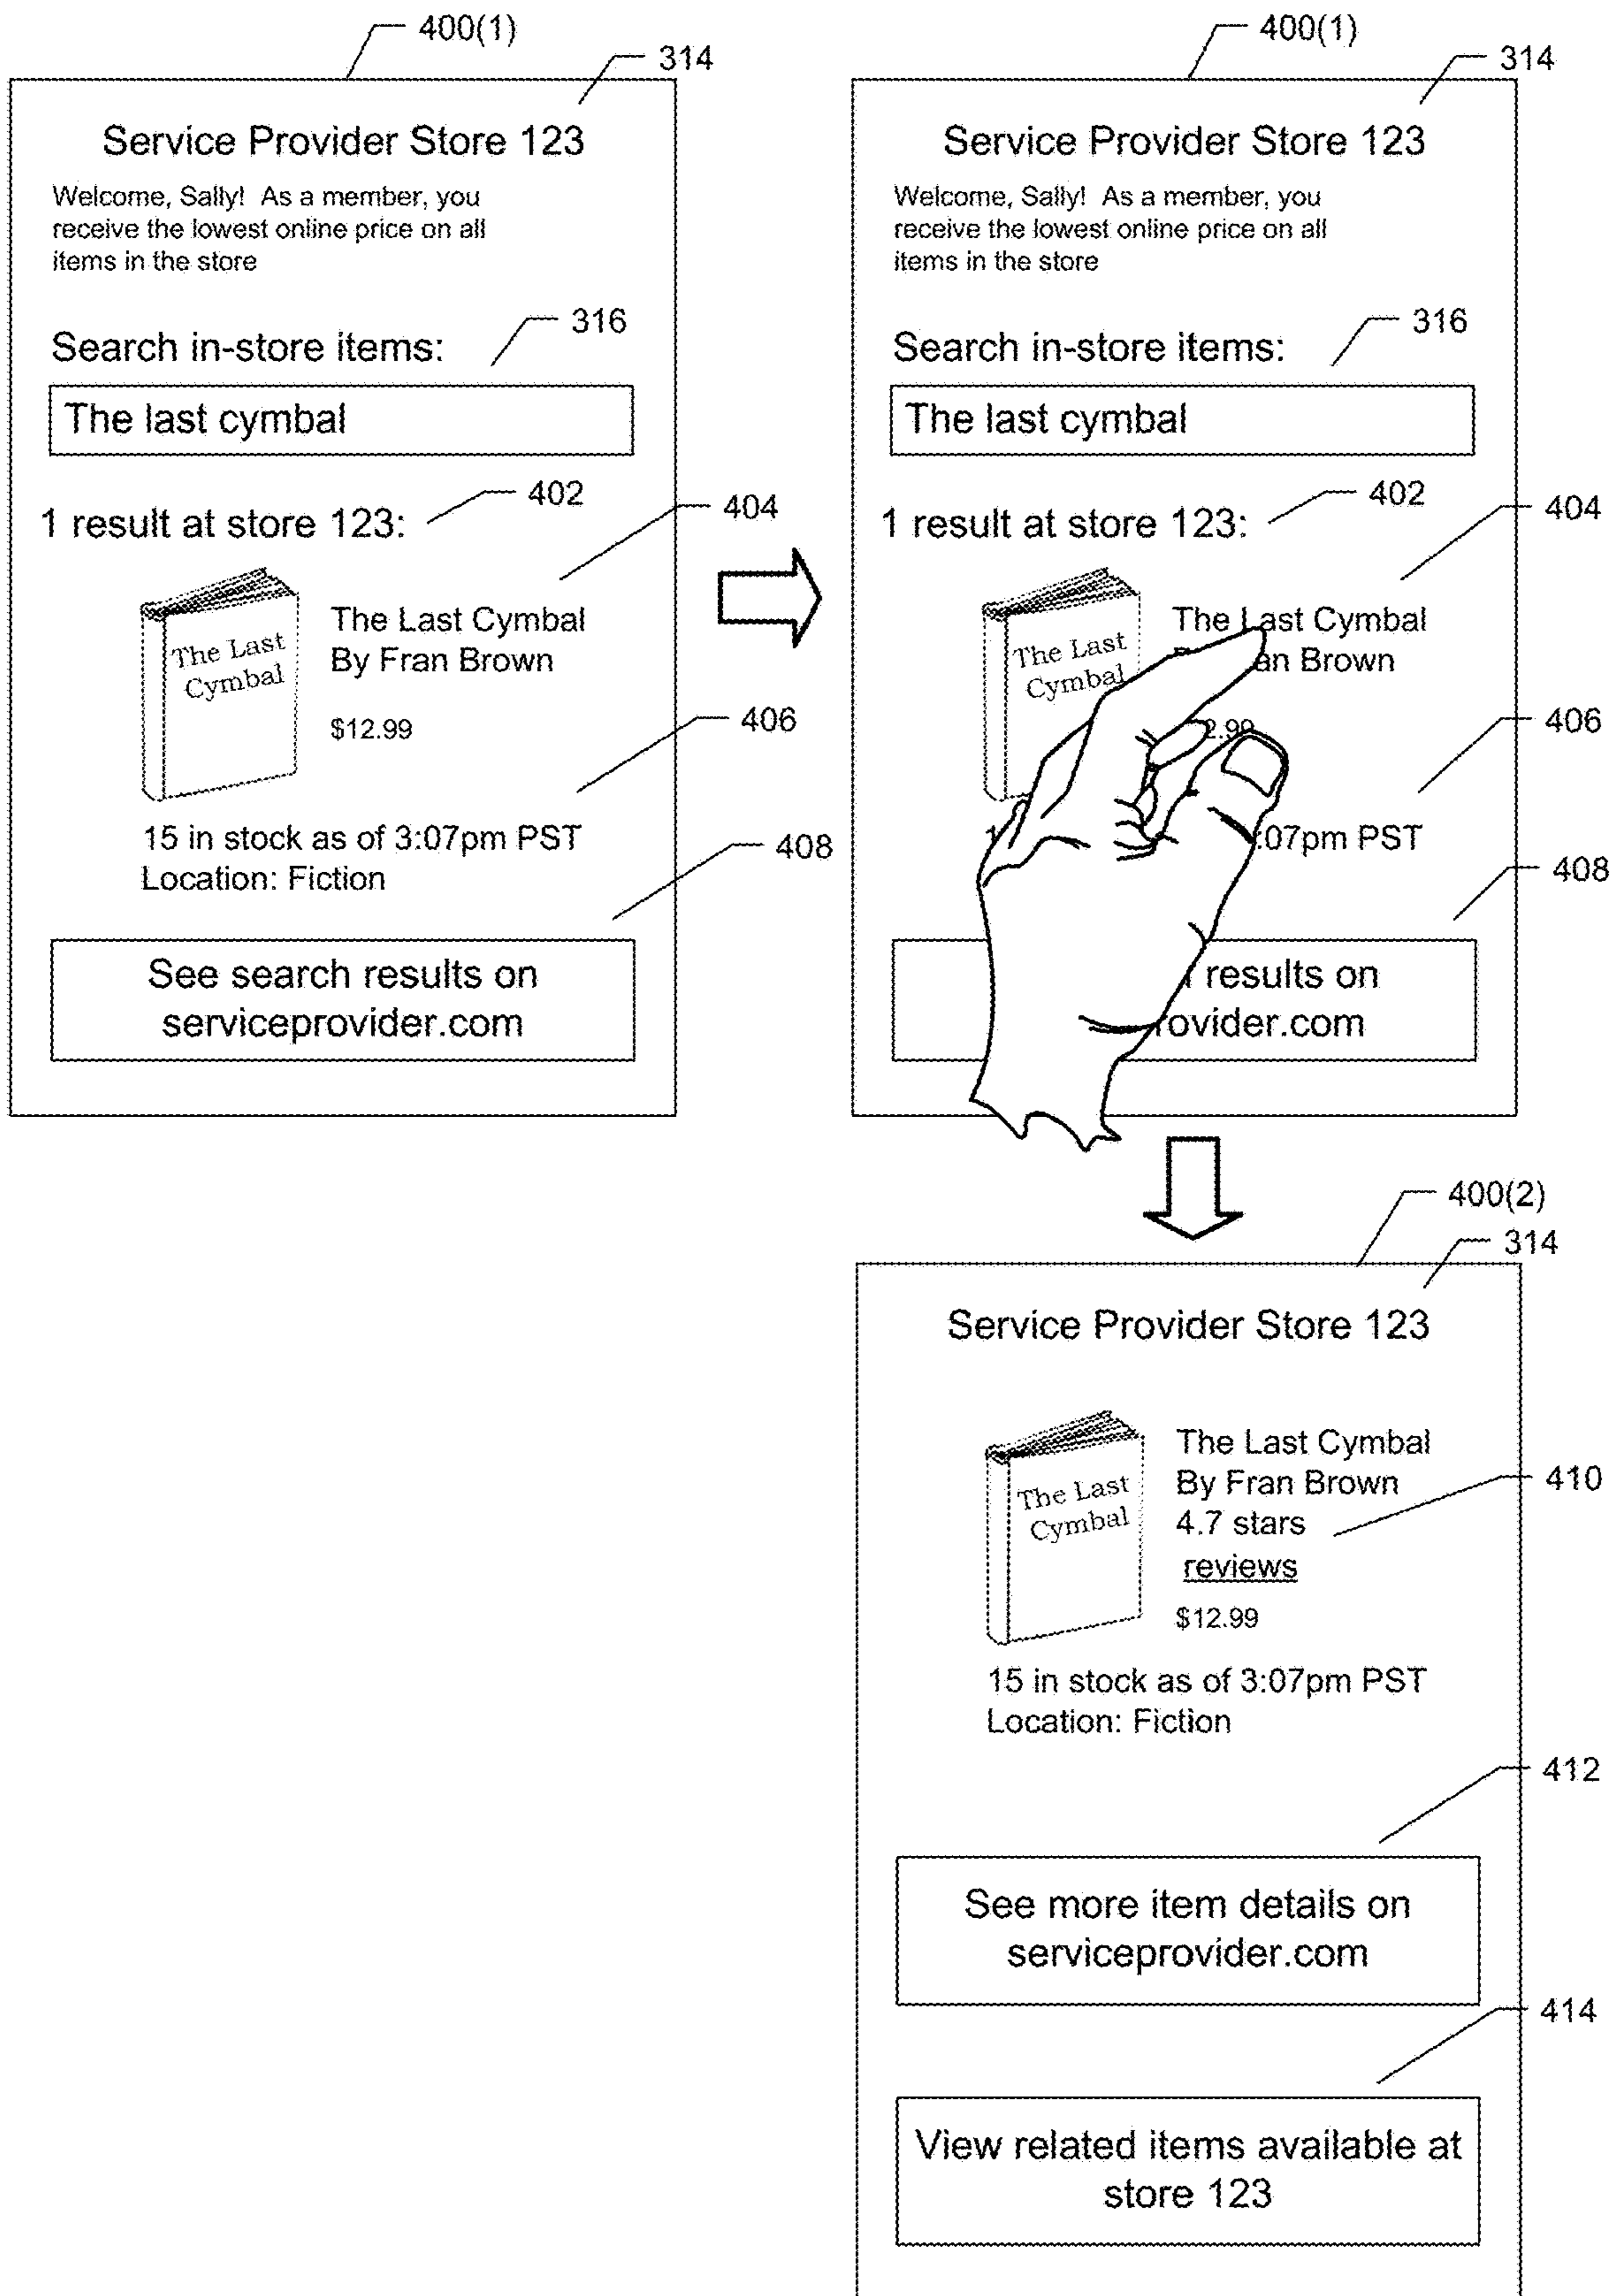 400(1)
314
Service Provider Store 123
Welcome, Sally! As a member, you
receive the lowest online price on all
items in the store
316
Search in-store items:
The last cymbal
402
1 result at store 123:
404
The Last
Cymbal
The Last Cymbal
By Fran Brown
$12.99
406
15 in stock as of 3:07pm PST
Location: Fiction
408
See search results on
serviceprovider.com
400(1)
314
Service Provider Store 123
Welcome, Sally! As a member, you
receive the lowest online price on all
items in the store
316
Search in-store items:
The last cymbal
402
1 result at store 123:
404
The Last
Cymbal
The Last Cymbal
Brown
406
PST
408
results on
400(2)
314
Service Provider Store 123
The Last
Cymbal
The Last Cymbal
By Fran Brown
4.7 stars
reviews
$12.99
410
15 in stock as of 3:07pm PST
Location: Fiction
412
See more item details on
serviceprovider.com
414
View related items available at
store 123